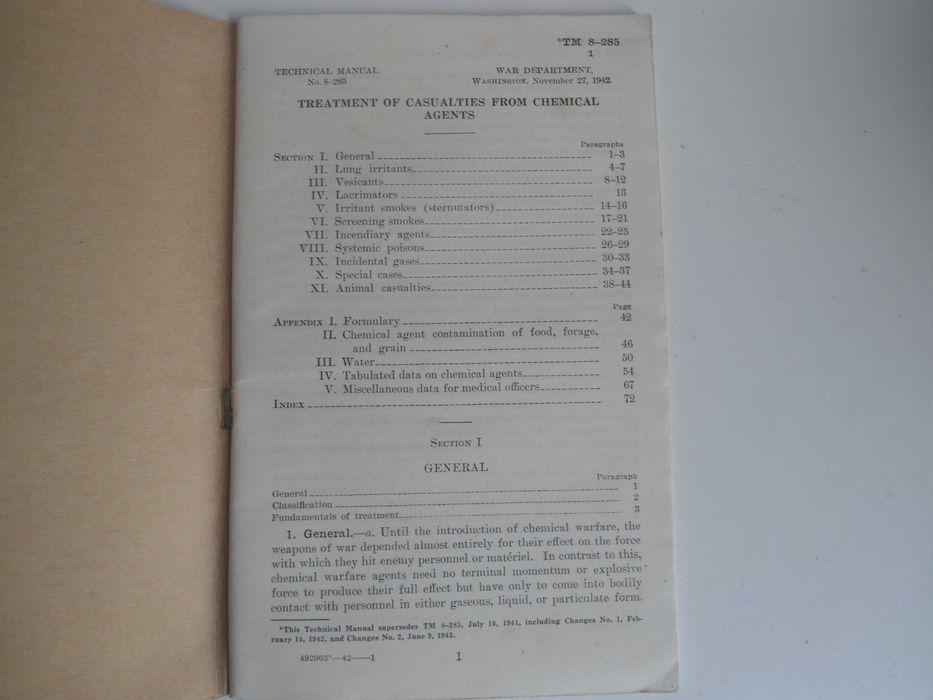 *TM 8–285
1
TECHNICAL MANUAL WAR DEPARTMENT,
No. 8–285 WASHINGTON, November 27, 1942.
TREATMENT OF CASUALTIES FROM CHEMICAL
AGENTS
Paragraphs
SECTION I. General 1–3
II. Lung irritants 4–7
III. Vesicants 8–12
IV. Lacrimators 13
V. Irritant smokes (sternutators) 14–16
VI. Screening smokes 17–21
VII. Incendiary agents 22–25
VIII. Systemic poisons 26–29
IX. Incidental gases 30–33
X. Special cases 34–37
XI. Animal casualties 38–44
Page
APPENDIX I. Formulary 42
II. Chemical agent contamination of food, forage,
and grain 46
III. Water 50
IV. Tabulated data on chemical agents 54
V. Miscellaneous data for medical officers 67
INDEX 72
SECTION I
GENERAL
Paragraph
General 1
Classification 2
Fundamentals of treatment 3
1. General.—a. Until the introduction of chemical warfare, the
weapons of war depended almost entirely for their effect on the force
with which they hit enemy personnel or matériel. In contrast to this,
chemical warfare agents need no terminal momentum or explosive
force to produce their full effect but have only to come into bodily
contact with personnel in either gaseous, liquid, or particulate form.
*This Technical Manual supersedes TM 8–285, July 10, 1941, including Changes No. 1, Feb-
ruary 14, 1942, and Changes No. 2, June 9, 1942.
492963°—42——1 1